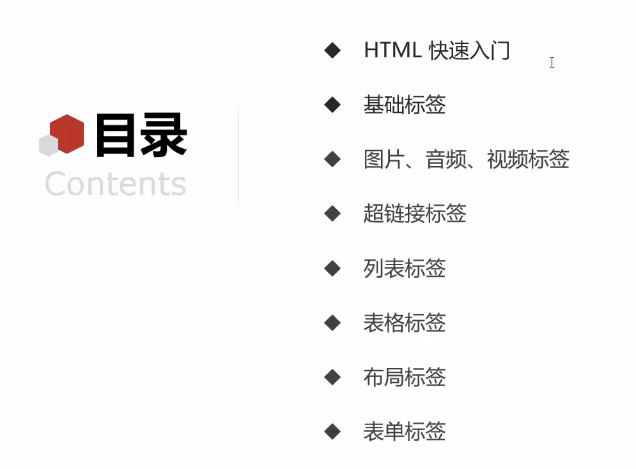 目录
Contents
HTML 快速入门
基础标签
图片、音频、视频标签
超链接标签
列表标签
表格标签
布局标签
表单标签